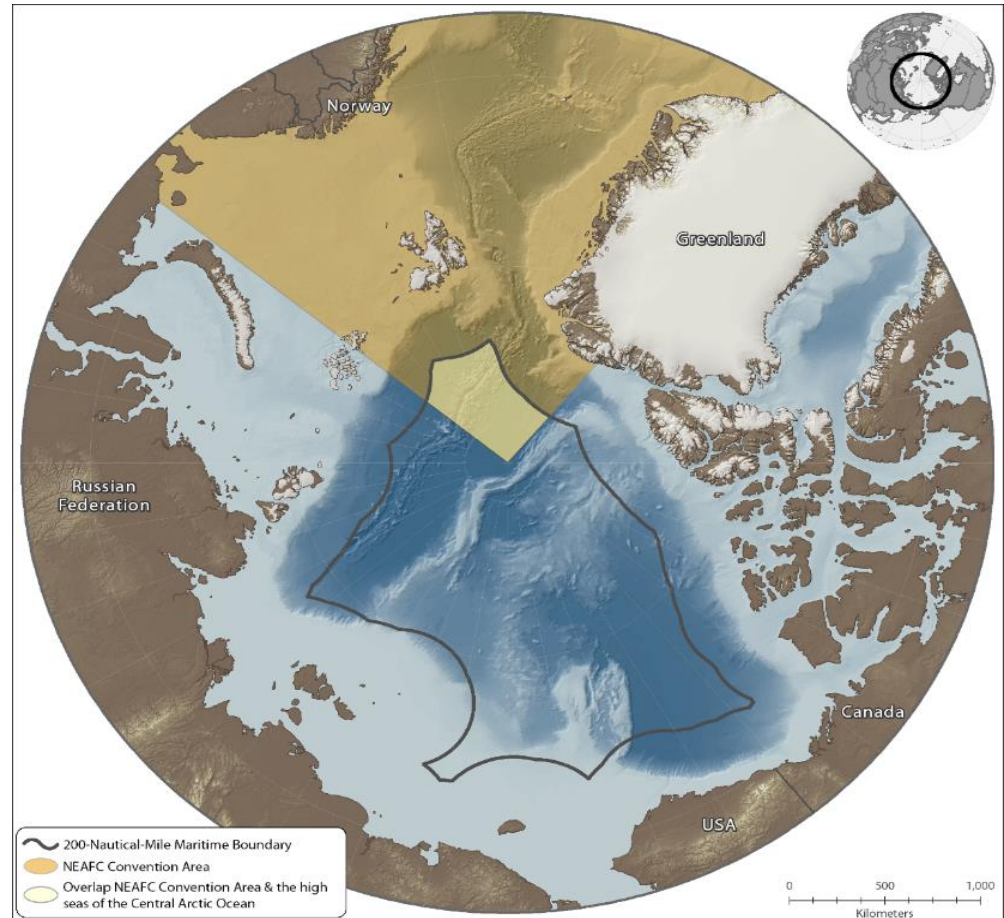 Norway
Greenland
Russian
Federation
Canada
USA
200-Nautical-Mile Maritime Boundary
NEAFC Convention Area
Overlap NEAFC Convention Area & the high
seas of the Central Arctic Ocean
0 500 1,000
Kilometers